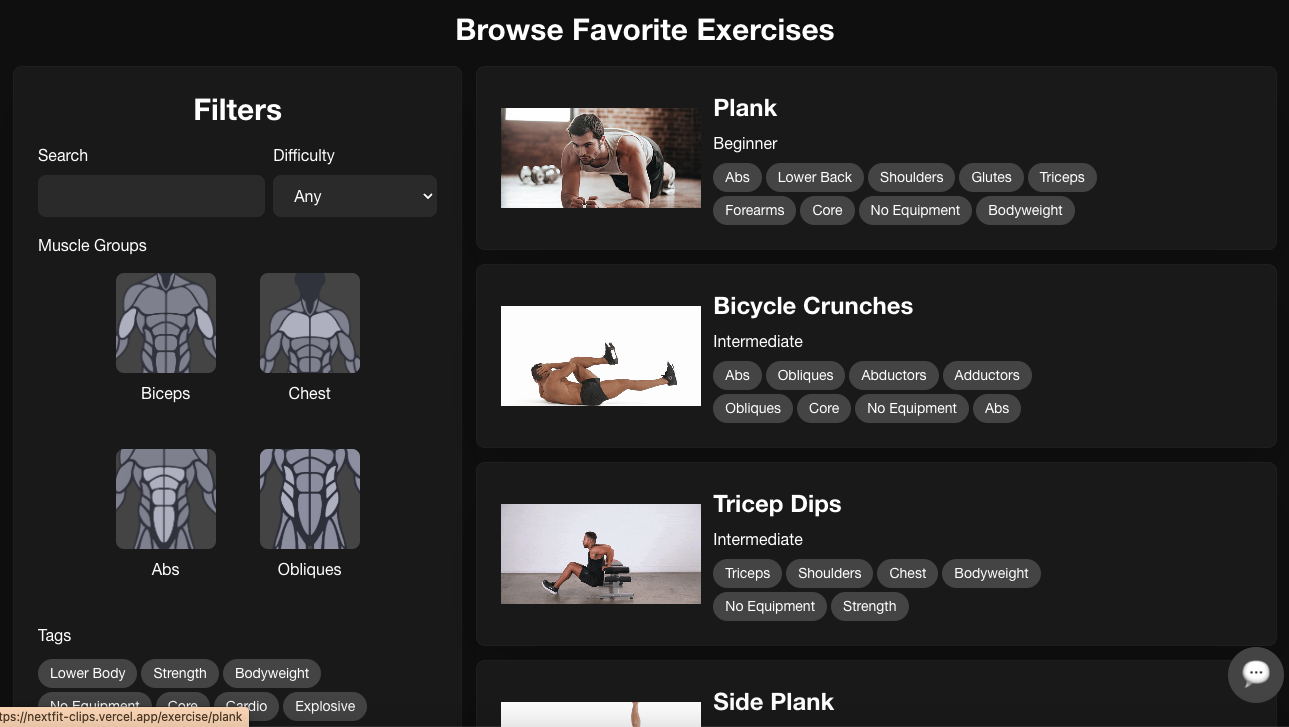 Browse Favorite Exercises
Filters
Search
Difficulty
Any
Muscle Groups
Biceps
Chest
Abs
Obliques
Tags
Lower Body
Strength
Bodyweight
No Equipment
Core
Cardio
Explosive
tps://nextfit-clips.vercel.app/exercise/plank
Plank
Beginner
Abs Lower Back Shoulders Glutes Triceps
Forearms Core No Equipment Bodyweight
Bicycle Crunches
Intermediate
Abs Obliques Abductors Adductors
Obliques Core No Equipment Abs
Tricep Dips
Intermediate
Triceps Shoulders Chest Bodyweight
No Equipment Strength
Side Plank